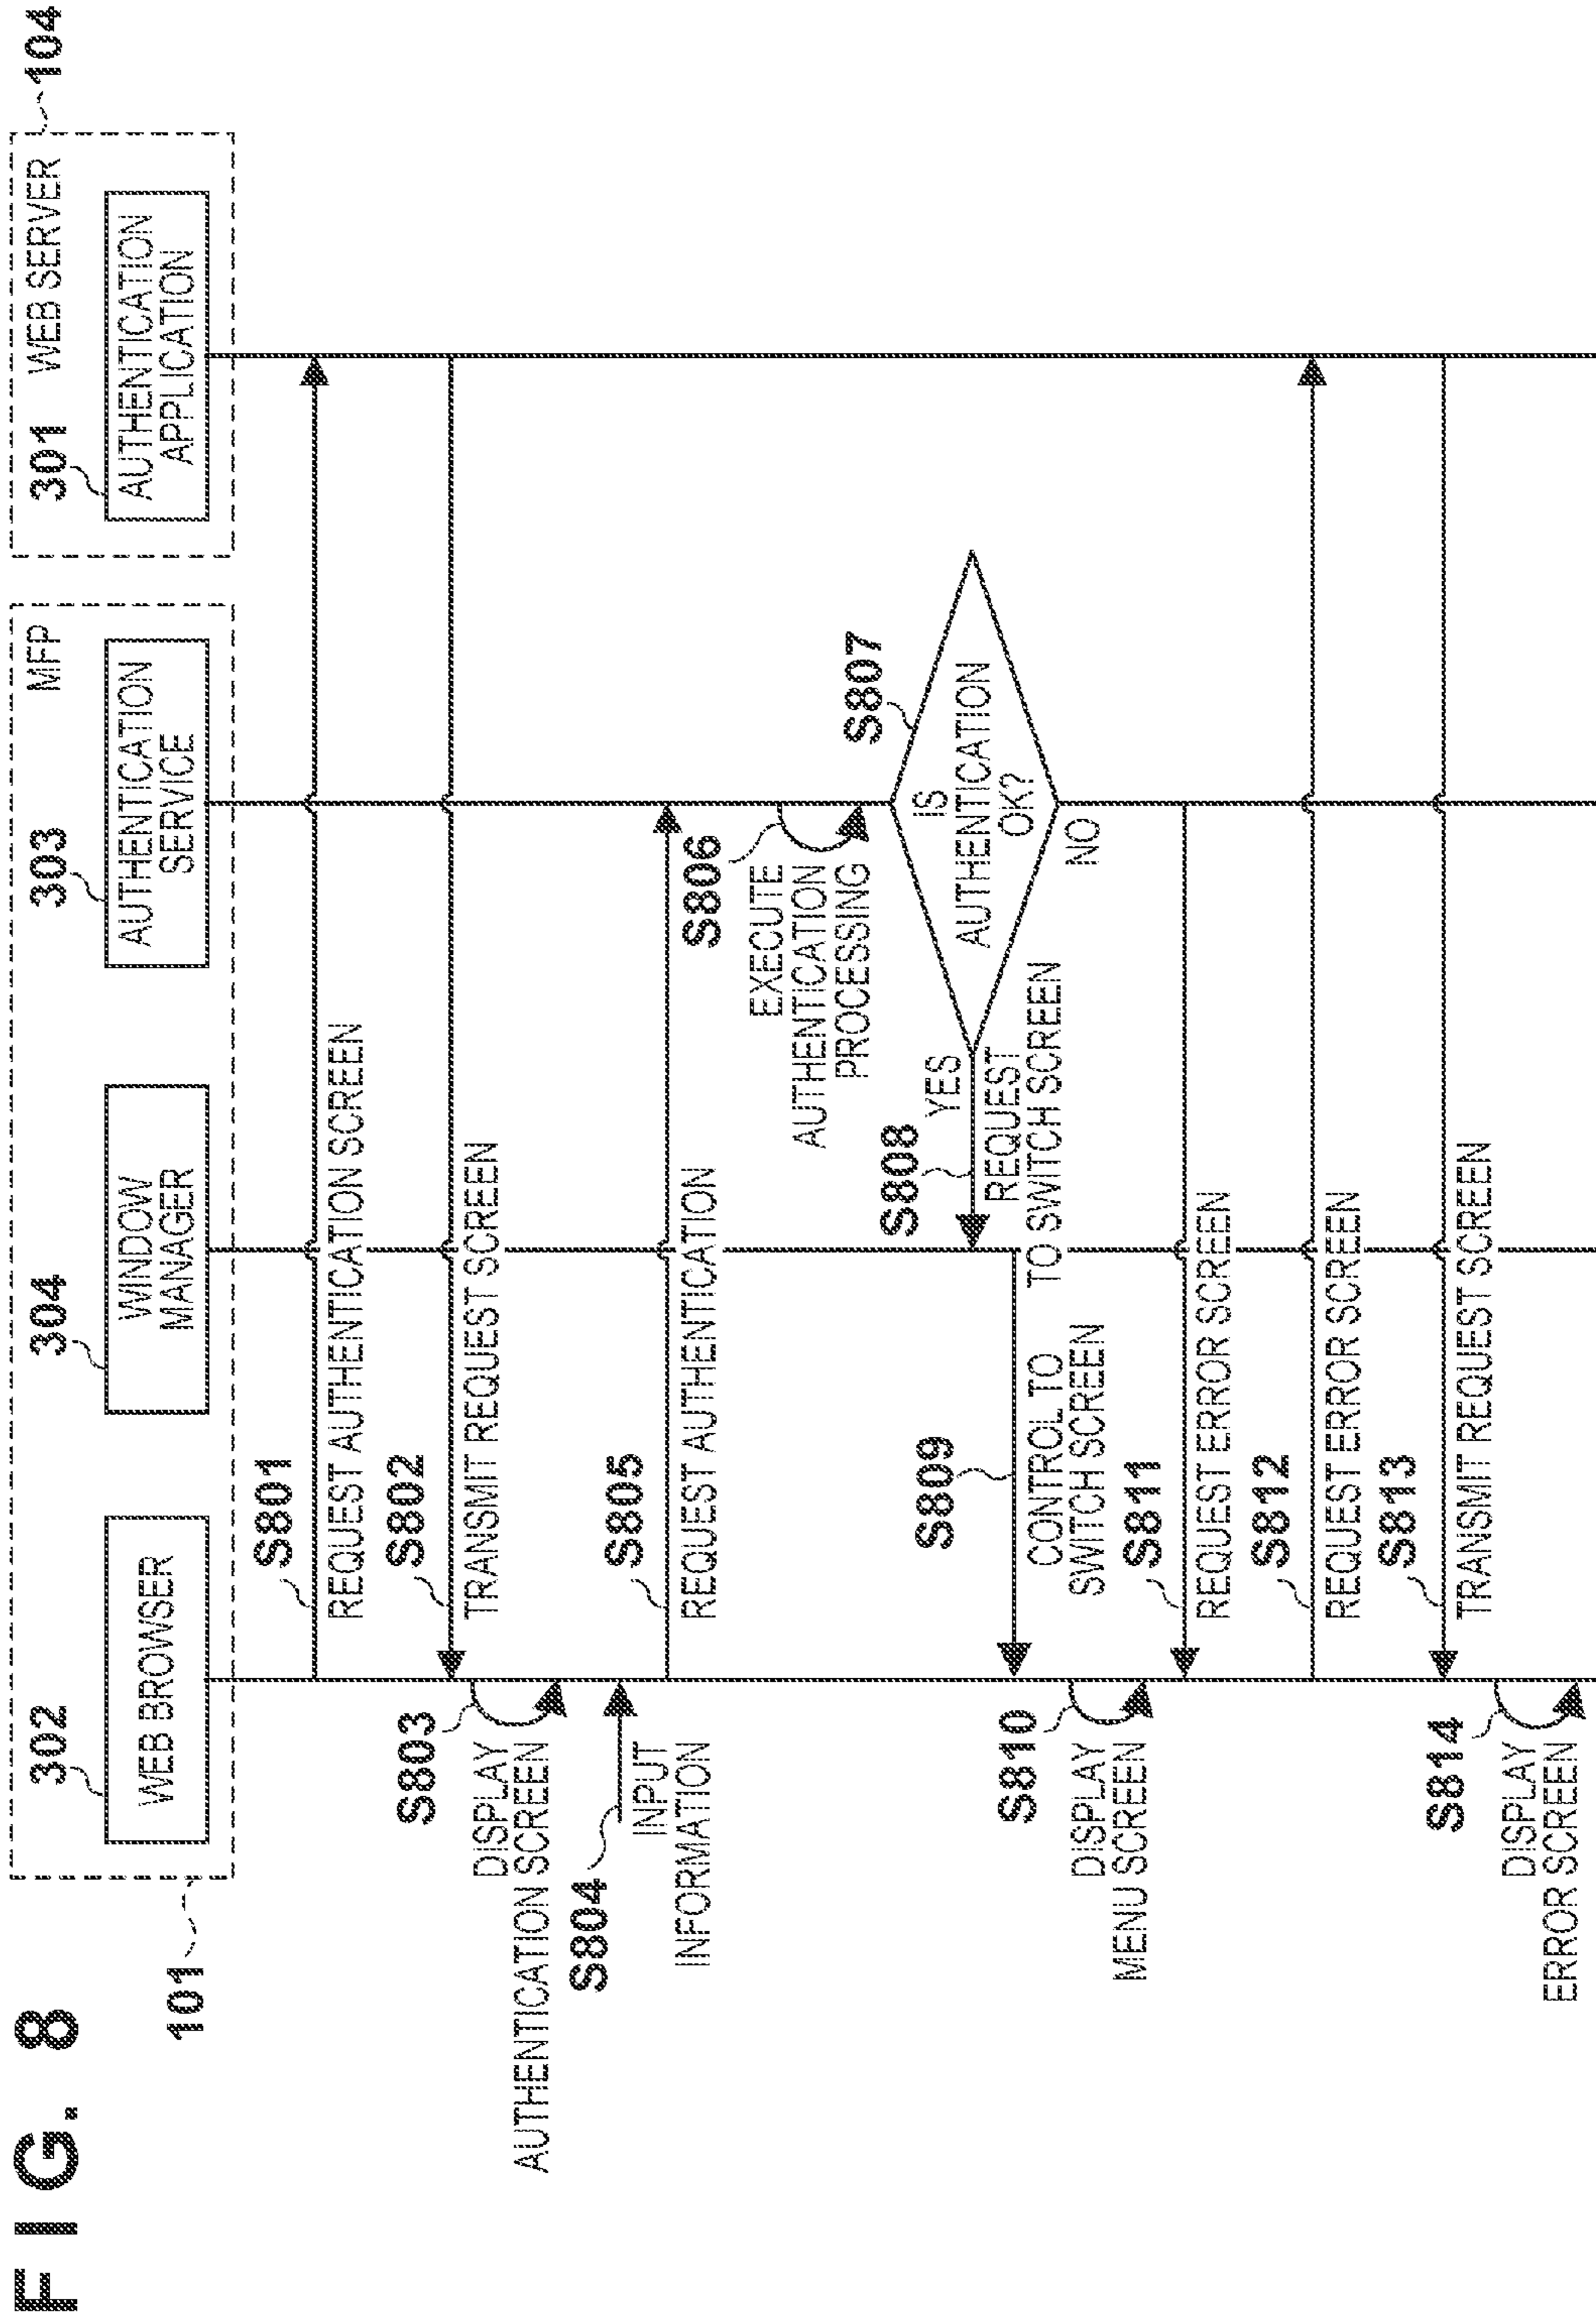 FIG. 8
101
MFP
302
WEB BROWSER
304
WINDOW
MANAGER
303
AUTHENTICATION
SERVICE
WEB SERVER
104
301
AUTHENTICATION
APPLICATION
S801
REQUEST AUTHENTICATION SCREEN
S802
TRANSMIT REQUEST SCREEN
S803
DISPLAY
AUTHENTICATION SCREEN
S804
INPUT
INFORMATION
S805
REQUEST AUTHENTICATION
S806
EXECUTE
AUTHENTICATION
PROCESSING
S807
IS
AUTHENTICATION
OK?
YES
NO
S808
REQUEST
TO SWITCH SCREEN
S809
CONTROL TO
SWITCH SCREEN
S810
DISPLAY
MENU SCREEN
S811
REQUEST ERROR SCREEN
S812
REQUEST ERROR SCREEN
S813
TRANSMIT REQUEST SCREEN
S814
DISPLAY
ERROR SCREEN